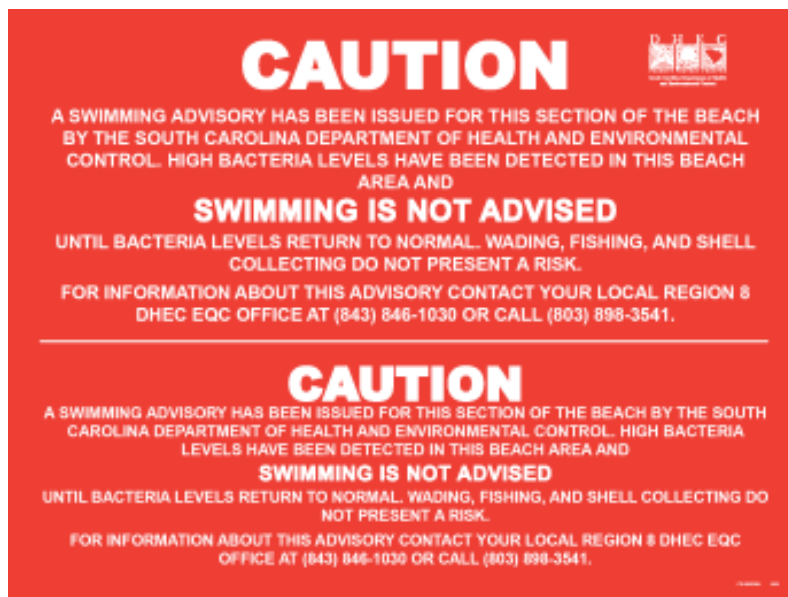 CAUTION
D H E C
A SWIMMING ADVISORY HAS BEEN ISSUED FOR THIS SECTION OF THE BEACH
BY THE SOUTH CAROLINA DEPARTMENT OF HEALTH AND ENVIRONMENTAL
CONTROL. HIGH BACTERIA LEVELS HAVE BEEN DETECTED IN THIS BEACH
AREA AND
SWIMMING IS NOT ADVISED
UNTIL BACTERIA LEVELS RETURN TO NORMAL. WADING, FISHING, AND SHELL
COLLECTING DO NOT PRESENT A RISK.
FOR INFORMATION ABOUT THIS ADVISORY CONTACT YOUR LOCAL REGION 8
DHEC EQC OFFICE AT (843) 846-1030 OR CALL (803) 898-3541.
CAUTION
A SWIMMING ADVISORY HAS BEEN ISSUED FOR THIS SECTION OF THE BEACH BY THE SOUTH
CAROLINA DEPARTMENT OF HEALTH AND ENVIRONMENTAL CONTROL. HIGH BACTERIA
LEVELS HAVE BEEN DETECTED IN THIS BEACH AREA AND
SWIMMING IS NOT ADVISED
UNTIL BACTERIA LEVELS RETURN TO NORMAL. WADING, FISHING, AND SHELL COLLECTING DO
NOT PRESENT A RISK.
FOR INFORMATION ABOUT THIS ADVISORY CONTACT YOUR LOCAL REGION 8 DHEC EQC
OFFICE AT (843) 846-1030 OR CALL (803) 898-3541.